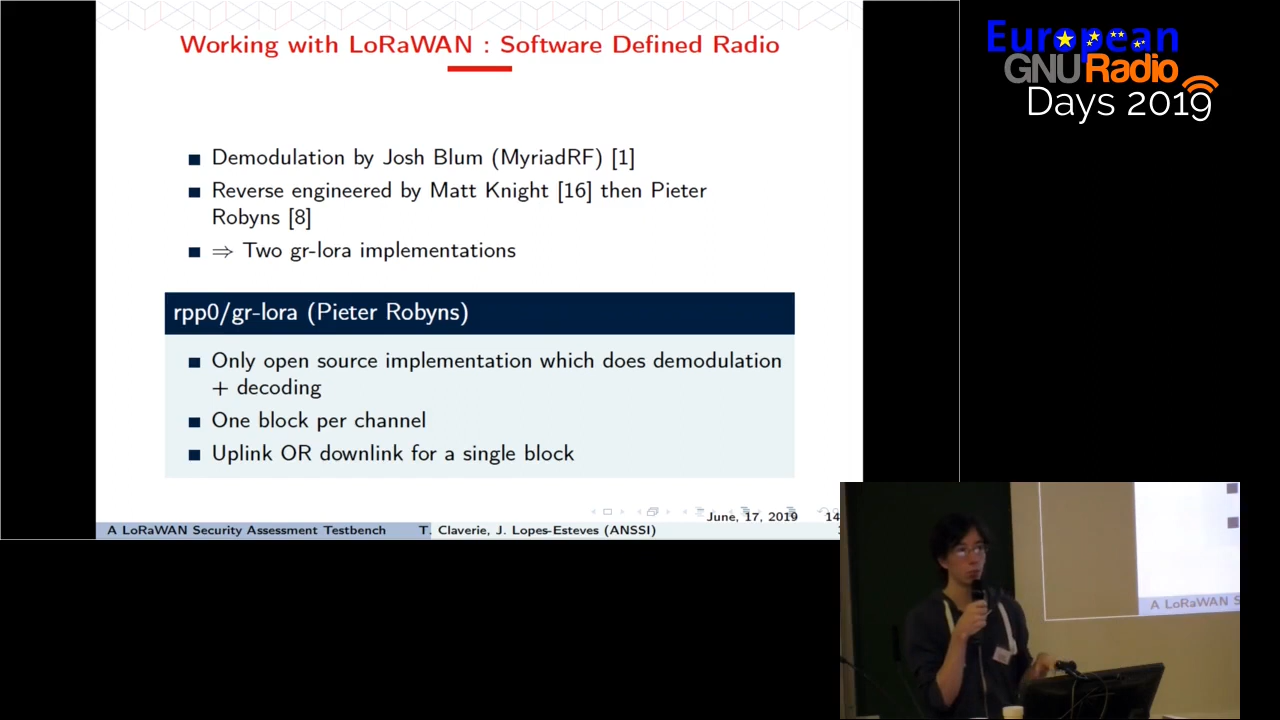 Working with LoRaWAN : Software Defined Radio
European
GNURadio
Days 2019
■ Demodulation by Josh Blum (MyriadRF) [1]
■ Reverse engineered by Matt Knight [16] then Pieter
Robyns [8]
■ ⇒ Two gr-lora implementations
rpp0/gr-lora (Pieter Robyns)
■ Only open source implementation which does demodulation
+ decoding
■ One block per channel
■ Uplink OR downlink for a single block
June, 17, 2019 14
A LoRaWAN Security Assessment Testbench T. Claverie, J. Lopes-Esteves (ANSSI)
A LoRaWAN S